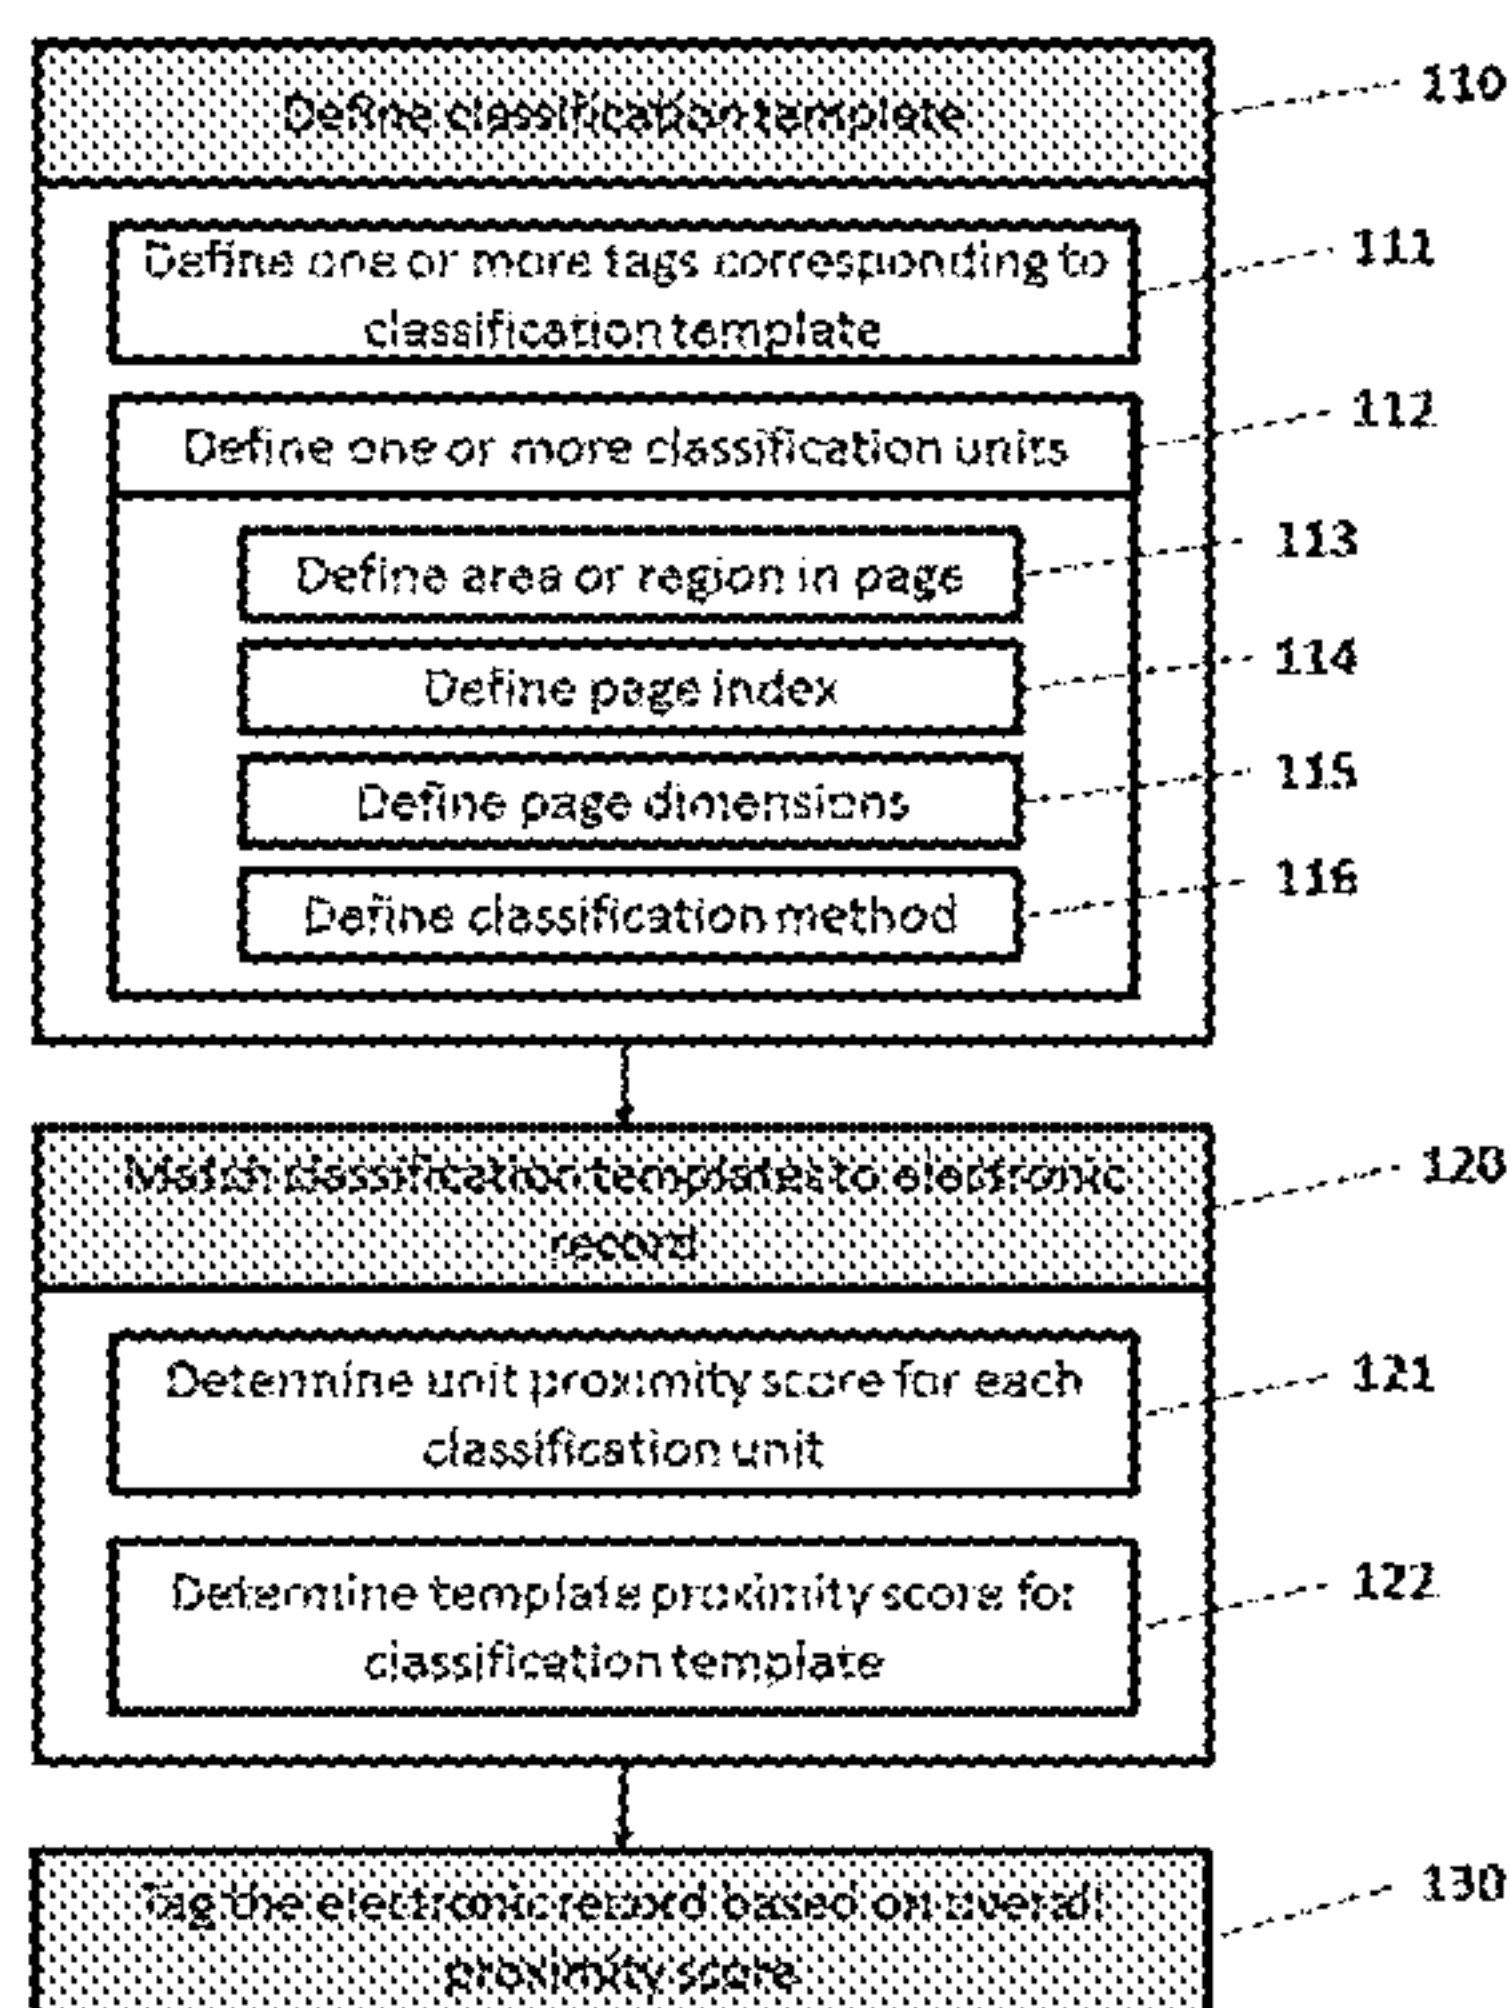 Define classification template
110
Define one or more tags corresponding to
classification template
111
Define one or more classification units
112
Define area or region in page
113
Define page index
114
Define page dimensions
115
Define classification method
116
Match classification templates to electronic
record
120
Determine unit proximity score for each
classification unit
121
Determine template proximity score for
classification template
122
Tag the electronic record based on overall
proximity score
130